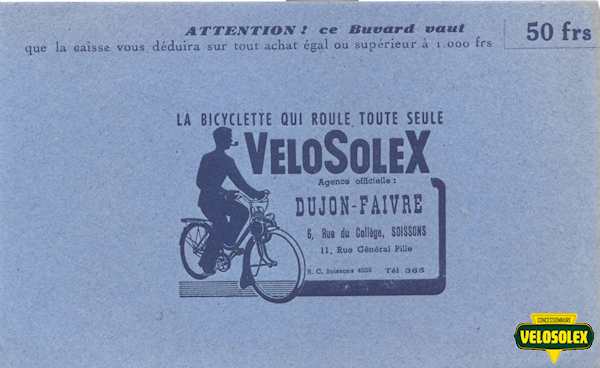 ATTENTION! ce Buvard vaut
que la caisse vous déduira sur tout achat égal ou supérieur à 1.000 frs
50 frs
LA BICYCLETTE QUI ROULE TOUTE SEULE
VELOSOLEX
Agence officielle :
DUJON-FAIVRE
6, Rue du Collège, SOISSONS
11, Rue Général Pille
R. C. Soissons
Tél 365
CONCESSIONNAIRE
VELOSOLEX